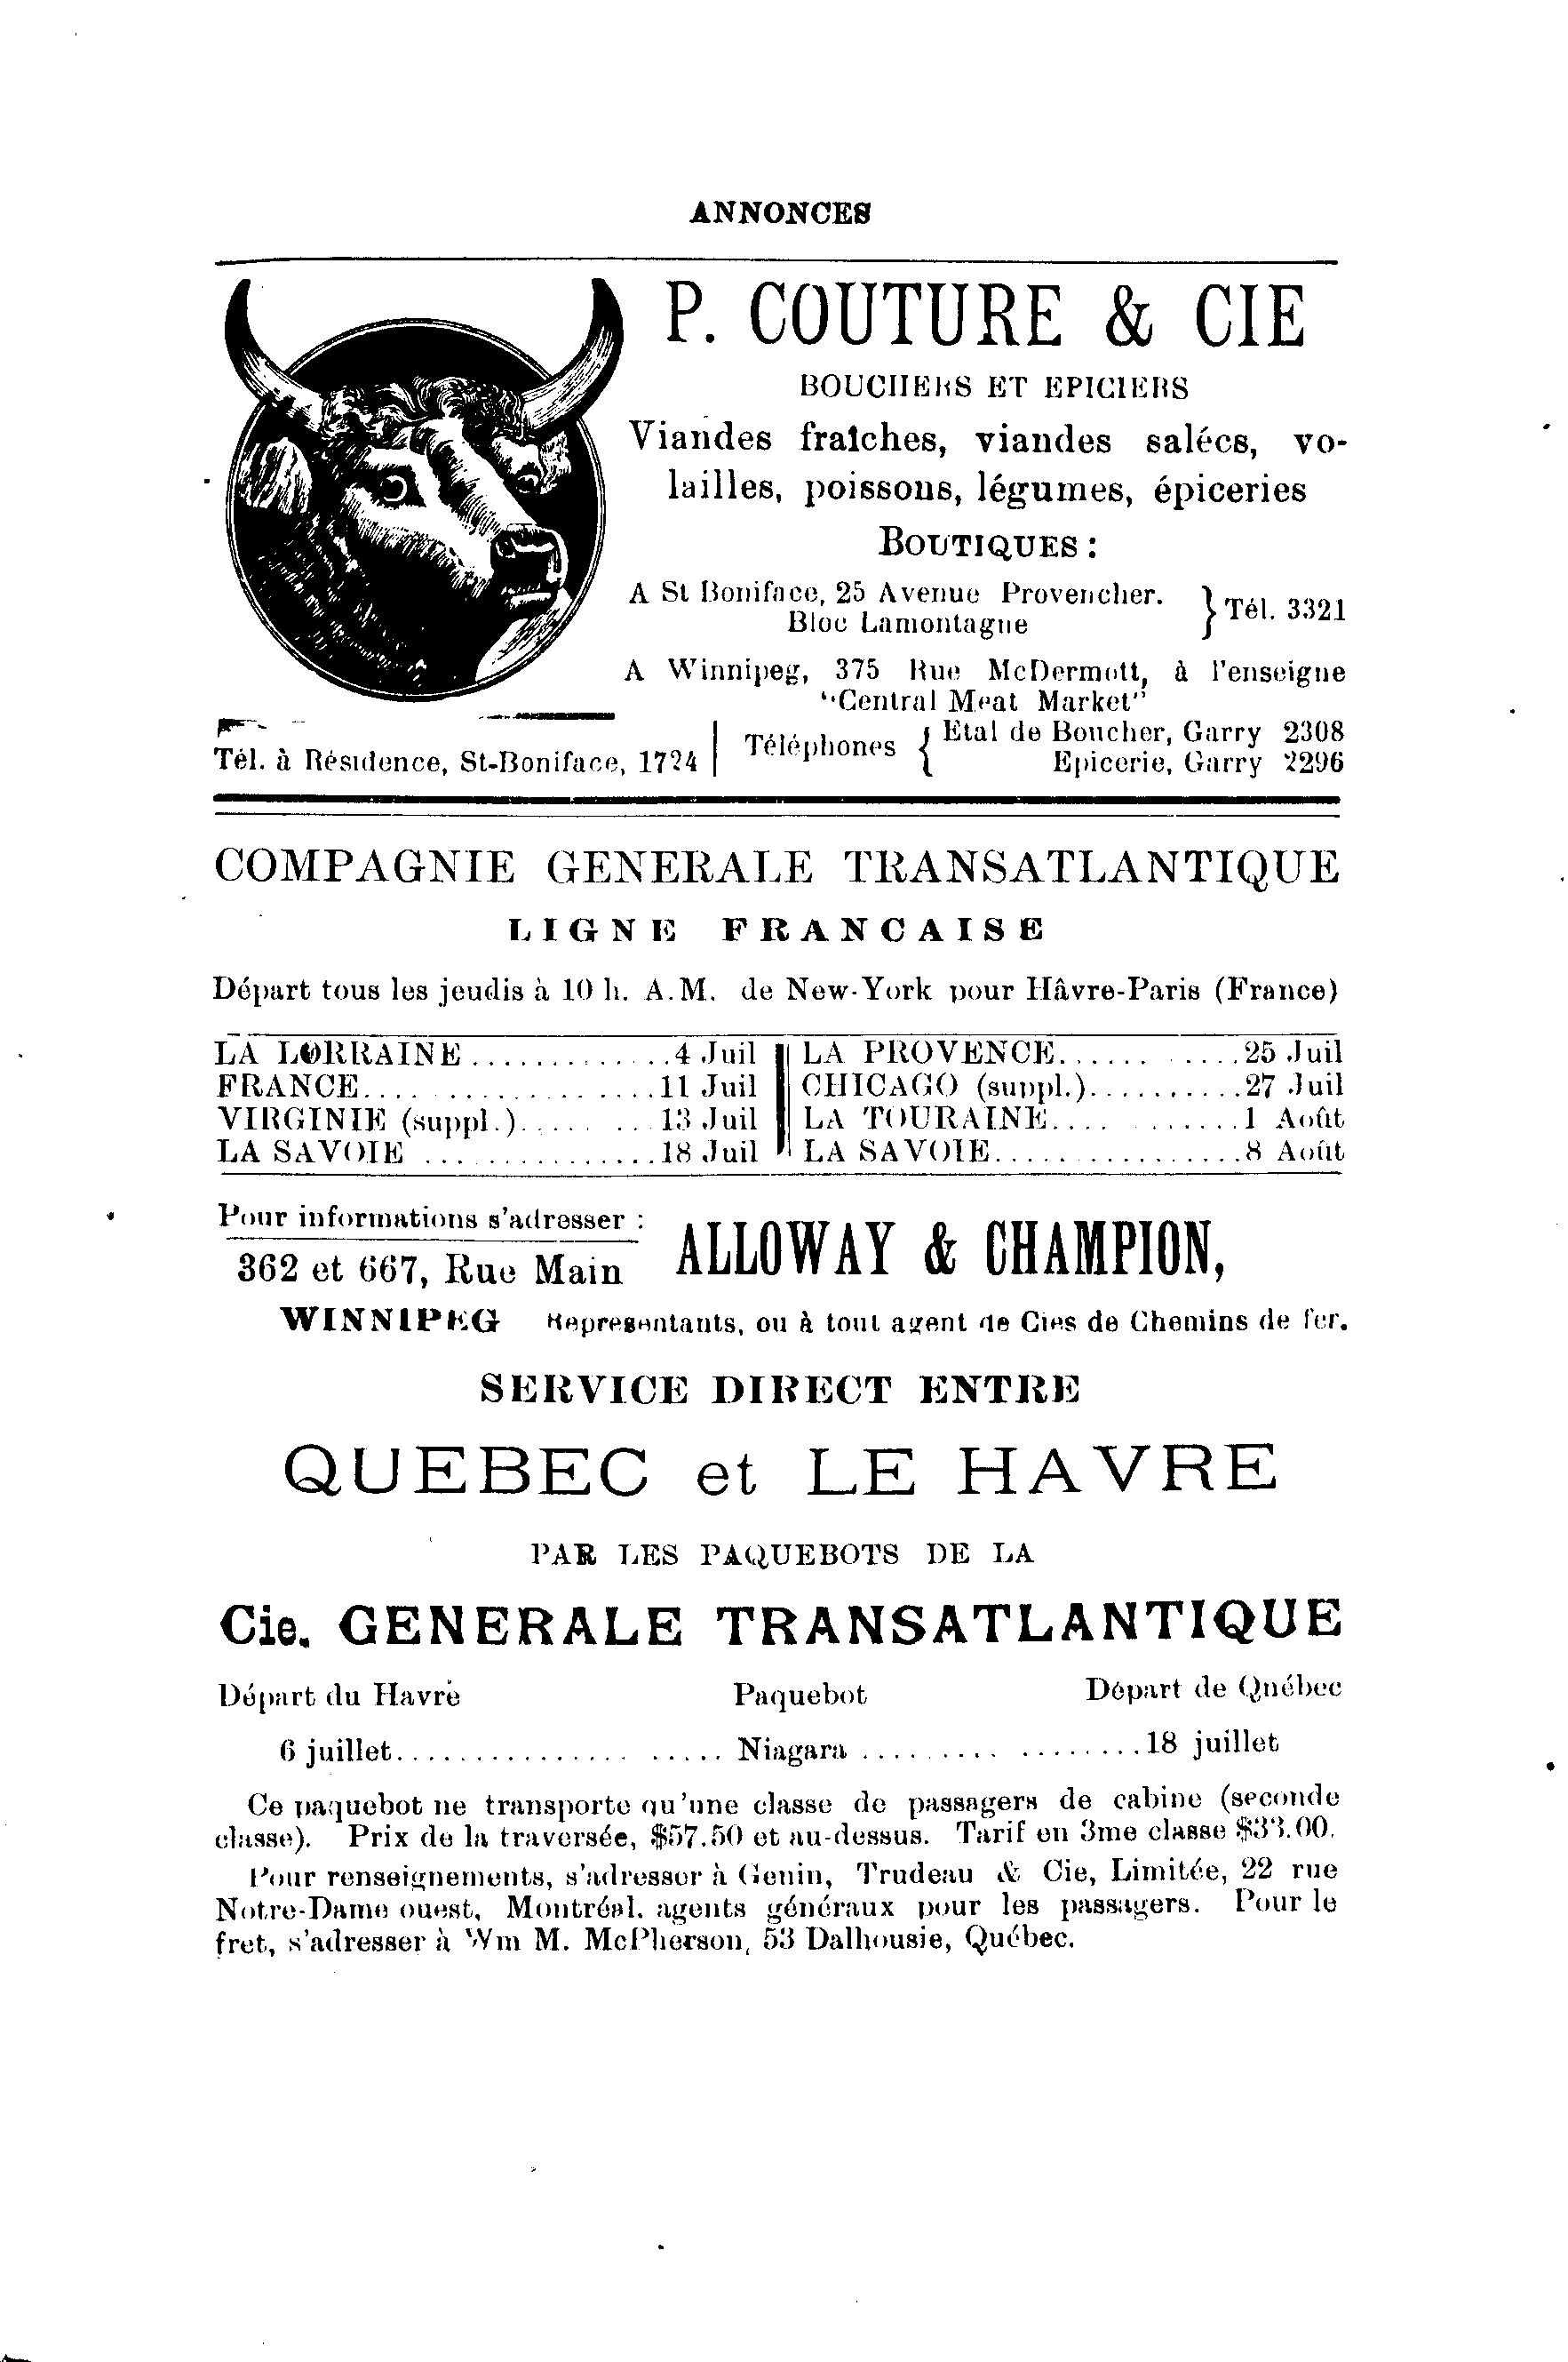 ANNONCES
P. COUTURE & CIE
BOUCHERS ET EPICIERS
Viandes fraîches, viandes salées, vo-
lailles, poissons, légumes, épiceries
BOUTIQUES :
A St Boniface, 25 Avenue Provencher.
Bloc Lamontagne
} Tél. 3321
A Winnipeg, 375 Rue McDermott, à l'enseigne
"Central Meat Market"
Tél. à Résidence, St-Boniface, 1724 | Téléphones { Etal de Boucher, Garry 2308
Epicerie, Garry 2296
COMPAGNIE GENERALE TRANSATLANTIQUE
LIGNE FRANCAISE
Départ tous les jeudis à 10 h. A.M. de New-York pour Hâvre-Paris (France)
LA LORRAINE.............4 Juil
FRANCE..................11 Juil
VIRGINIE (suppl.)........13 Juil
LA SAVOIE ..............18 Juil
LA PROVENCE...........25 Juil
CHICAGO (suppl.)..........27 Juil
LA TOURAINE...........1 Août
LA SAVOIE................8 Août
Pour informations s'adresser :
362 et 667, Rue Main
ALLOWAY & CHAMPION,
WINNIPEG Représentants, ou à tout agent de Cies de Chemins de fer.
SERVICE DIRECT ENTRE
QUEBEC et LE HAVRE
PAR LES PAQUEBOTS DE LA
Cie. GENERALE TRANSATLANTIQUE
Départ du Havre Paquebot Départ de Québec
6 juillet.................... Niagara .................18 juillet
Ce paquebot ne transporte qu'une classe de passagers de cabine (seconde
classe). Prix de la traversée, $57.50 et au-dessus. Tarif en 3me classe $33.00.
Pour renseignements, s'adresser à Genin, Trudeau & Cie, Limitée, 22 rue
Notre-Dame ouest, Montréal, agents généraux pour les passagers. Pour le
fret, s'adresser à Wm M. McPherson, 53 Dalhousie, Québec.